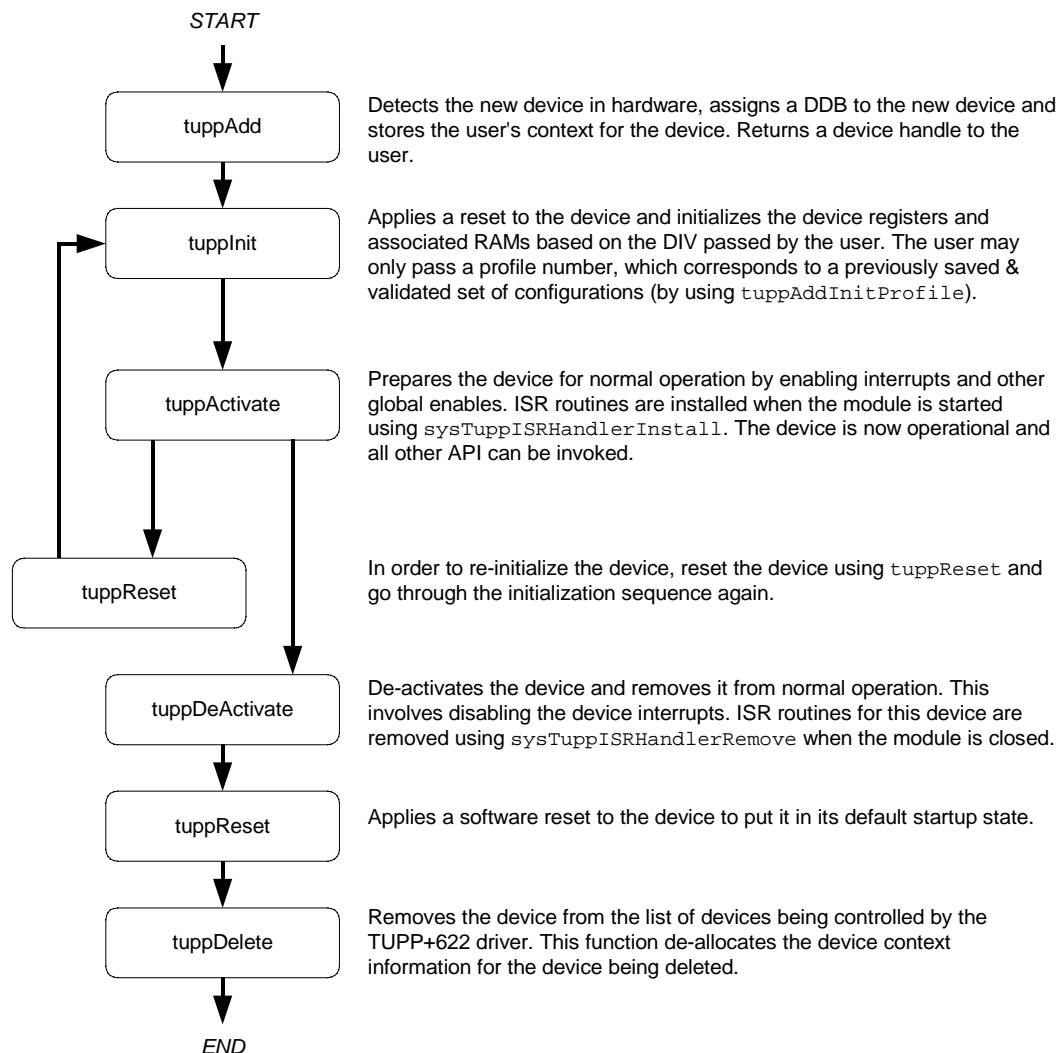 START
tuppAdd
Detects the new device in hardware, assigns a DDB to the new device and
stores the user's context for the device. Returns a device handle to the
user.
tuppInit
Applies a reset to the device and initializes the device registers and
associated RAMs based on the DIV passed by the user. The user may
only pass a profile number, which corresponds to a previously saved &
validated set of configurations (by using tuppAddInitProfile).
tuppActivate
Prepares the device for normal operation by enabling interrupts and other
global enables. ISR routines are installed when the module is started
using sysTuppISRHandlerInstall. The device is now operational and
all other API can be invoked.
tuppReset
In order to re-initialize the device, reset the device using tuppReset and
go through the initialization sequence again.
tuppDeActivate
De-activates the device and removes it from normal operation. This
involves disabling the device interrupts. ISR routines for this device are
removed using sysTuppISRHandlerRemove when the module is closed.
tuppReset
Applies a software reset to the device to put it in its default startup state.
tuppDelete
Removes the device from the list of devices being controlled by the
TUPP+622 driver. This function de-allocates the device context
information for the device being deleted.
END